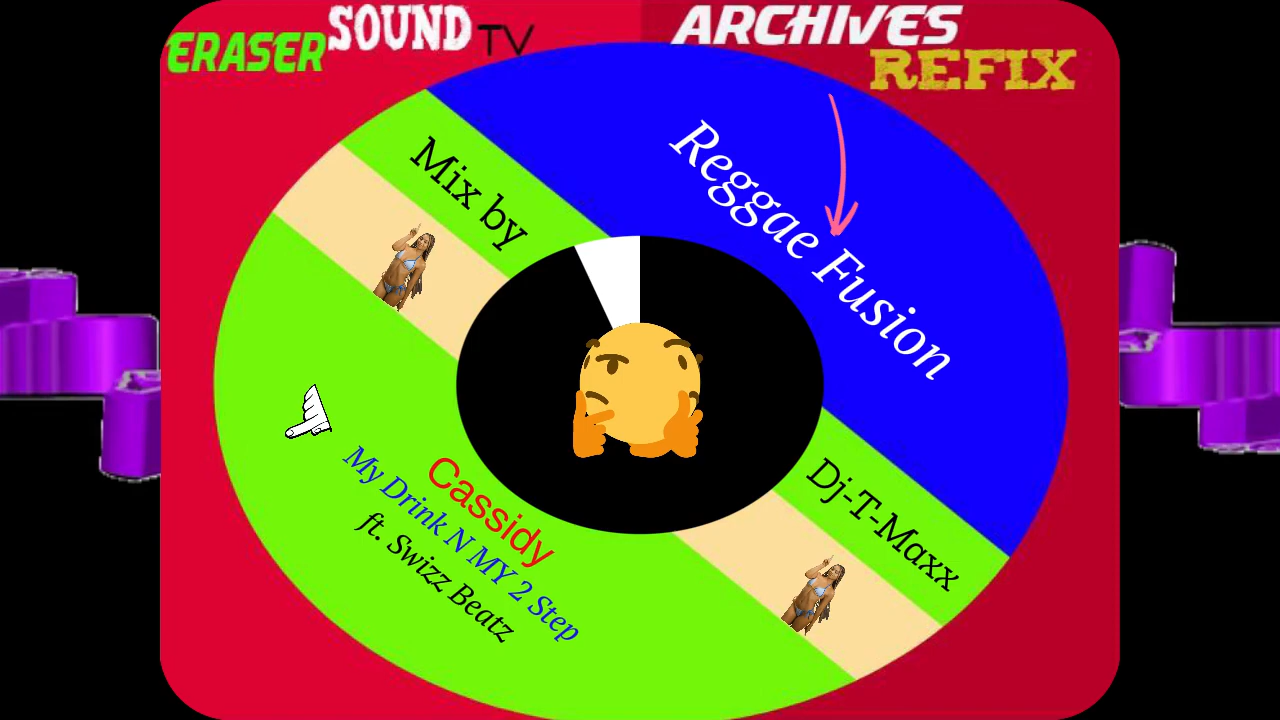 ERASER SOUND TV
ARCHIVES
REFIX
Mix by
Reggae Fusion
Dj-T-Maxx
Cassidy
My Drink N MY 2 Step
ft. Swizz Beatz